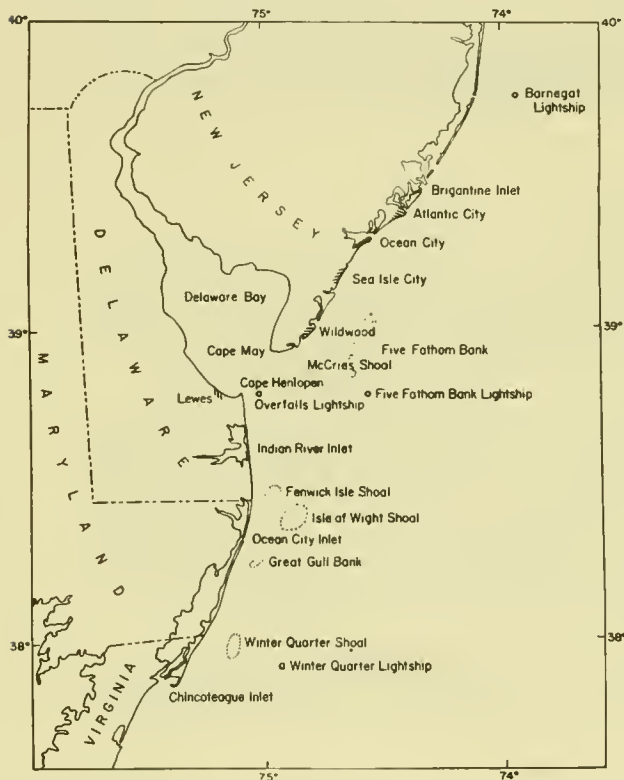 75°
74°
40°
40°
Barnegat
Lightship
NEW JERSEY
Brigantine Inlet
Atlantic City
Ocean City
DELAWARE
Sea Isle City
Delaware Bay
39°
39°
Wildwood
Cape May
Five Fathom Bank
McCries Shoal
MARYLAND
Cape Henlopen
Lewes
Overfalls Lightship
Five Fathom Bank Lightship
Indian River Inlet
Fenwick Isle Shoal
Isle of Wight Shoal
Ocean City Inlet
Great Gull Bank
38°
38°
Winter Quarter Shoal
Winter Quarter Lightship
VIRGINIA
Chincoteague Inlet
75°
74°